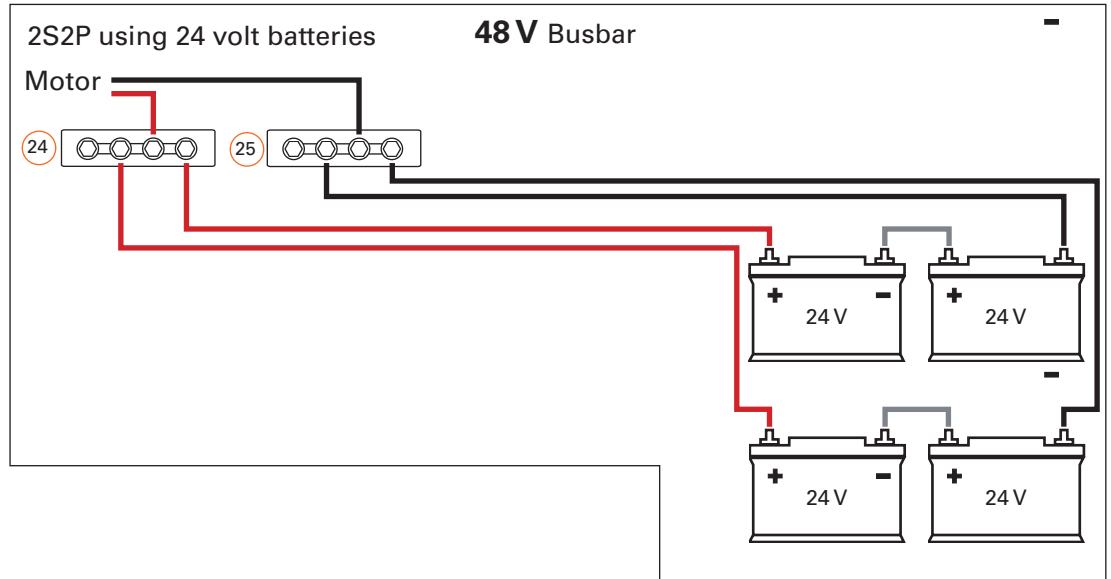 2S2P using 24 volt batteries
48 V Busbar
-
Motor
24
25
+ - +
24 V 24 V
-
+ - +
24 V 24 V